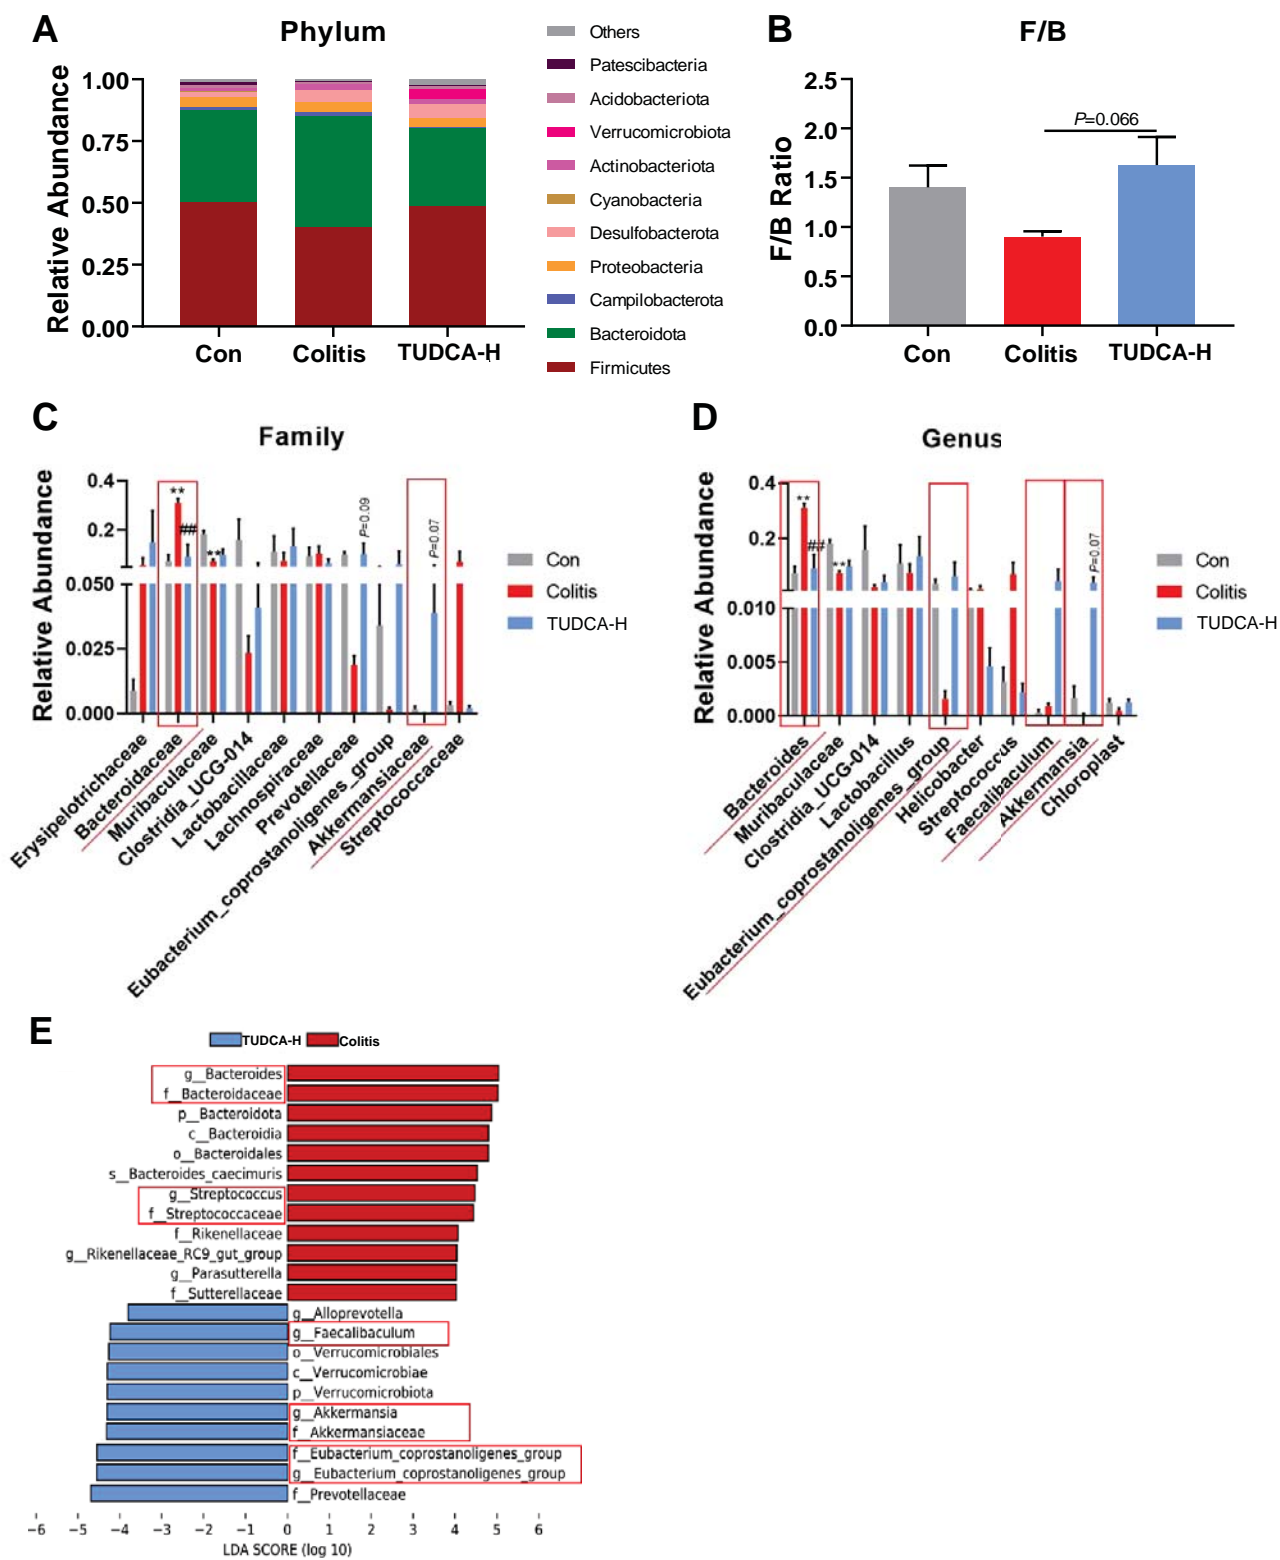 A
Phylum
Relative Abundance
1.00
0.75
0.50
0.25
0.00
Con
Colitis
TUDCA-H
Others
Patescibacteria
Acidobacteriota
Verrucomicrobiota
Actinobacteriota
Cyanobacteria
Desulfobacterota
Proteobacteria
Campilobacterota
Bacteroidota
Firmicutes
B
F/B
F/B Ratio
2.5
2.0
1.5
1.0
0.5
0.0
P=0.066
Con
Colitis
TUDCA-H
C
Family
Relative Abundance
0.4
0.2
0.050
0.025
0.000
**
##
**
P=0.09
P=0.07
Con
Colitis
TUDCA-H
Erysipelotrichaceae
Bacteroidaceae
Muribaculaceae
Clostridia_UCG-014
Lactobacillaceae
Lachnospiraceae
Prevotellaceae
Eubacterium_coprostanoligenes_group
Akkermansiaceae
Streptococcaceae
D
Genus
Relative Abundance
0.4
0.2
0.010
0.005
0.000
**
##
**
P=0.07
Con
Colitis
TUDCA-H
Bacteroides
Muribaculaceae
Clostridia_UCG-014
Lactobacillus
Eubacterium_coprostanoligenes_group
Helicobacter
Streptococcus
Faecalibaculum
Akkermansia
Chloroplast
E
TUDCA-H Colitis
g__Bacteroides
f__Bacteroidaceae
p__Bacteroidota
c__Bacteroidia
o__Bacteroidales
s__Bacteroides_caecimuris
g__Streptococcus
f__Streptococcaceae
f__Rikenellaceae
g__Rikenellaceae_RC9_gut_group
g__Parasutterella
f__Sutterellaceae
g__Alloprevotella
g__Faecalibaculum
o__Verrucomicrobiales
c__Verrucomicrobiae
p__Verrucomicrobiota
g__Akkermansia
f__Akkermansiaceae
f__Eubacterium_coprostanoligenes_group
g__Eubacterium_coprostanoligenes_group
f__Prevotellaceae
−6 −5 −4 −3 −2 −1 0 1 2 3 4 5 6
LDA SCORE (log 10)